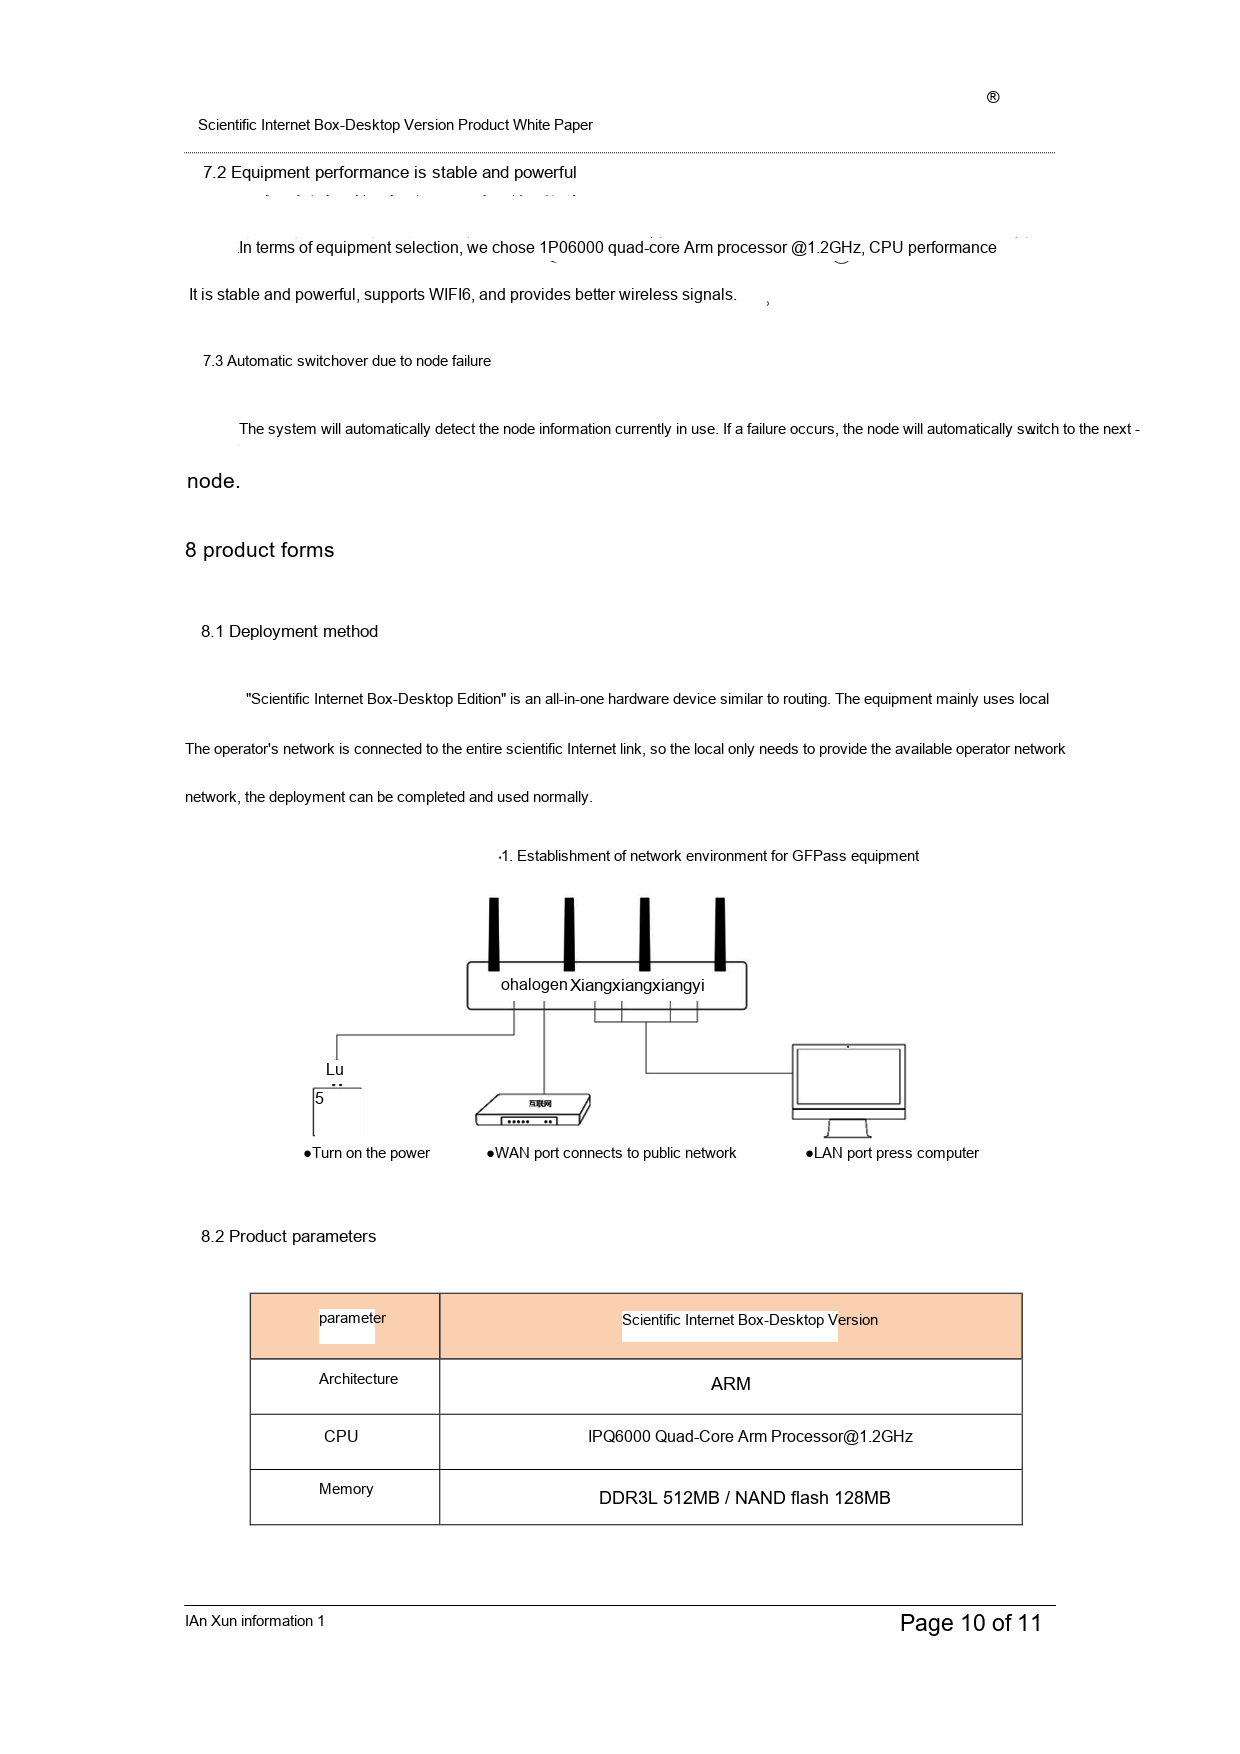 ®
Scientific Internet Box-Desktop Version Product White Paper
7.2 Equipment performance is stable and powerful
In terms of equipment selection, we chose 1P06000 quad-core Arm processor @1.2GHz, CPU performance
It is stable and powerful, supports WIFI6, and provides better wireless signals.
7.3 Automatic switchover due to node failure
The system will automatically detect the node information currently in use. If a failure occurs, the node will automatically switch to the next -
node.
8 product forms
8.1 Deployment method
"Scientific Internet Box-Desktop Edition" is an all-in-one hardware device similar to routing. The equipment mainly uses local
The operator's network is connected to the entire scientific Internet link, so the local only needs to provide the available operator network
network, the deployment can be completed and used normally.
1. Establishment of network environment for GFPass equipment
ohalogen Xiangxiangxiangyi
Lu
5
互联网
●Turn on the power ●WAN port connects to public network ●LAN port press computer
8.2 Product parameters
parameter Scientific Internet Box-Desktop Version
Architecture ARM
CPU IPQ6000 Quad-Core Arm Processor@1.2GHz
Memory DDR3L 512MB / NAND flash 128MB
IAn Xun information 1 Page 10 of 11